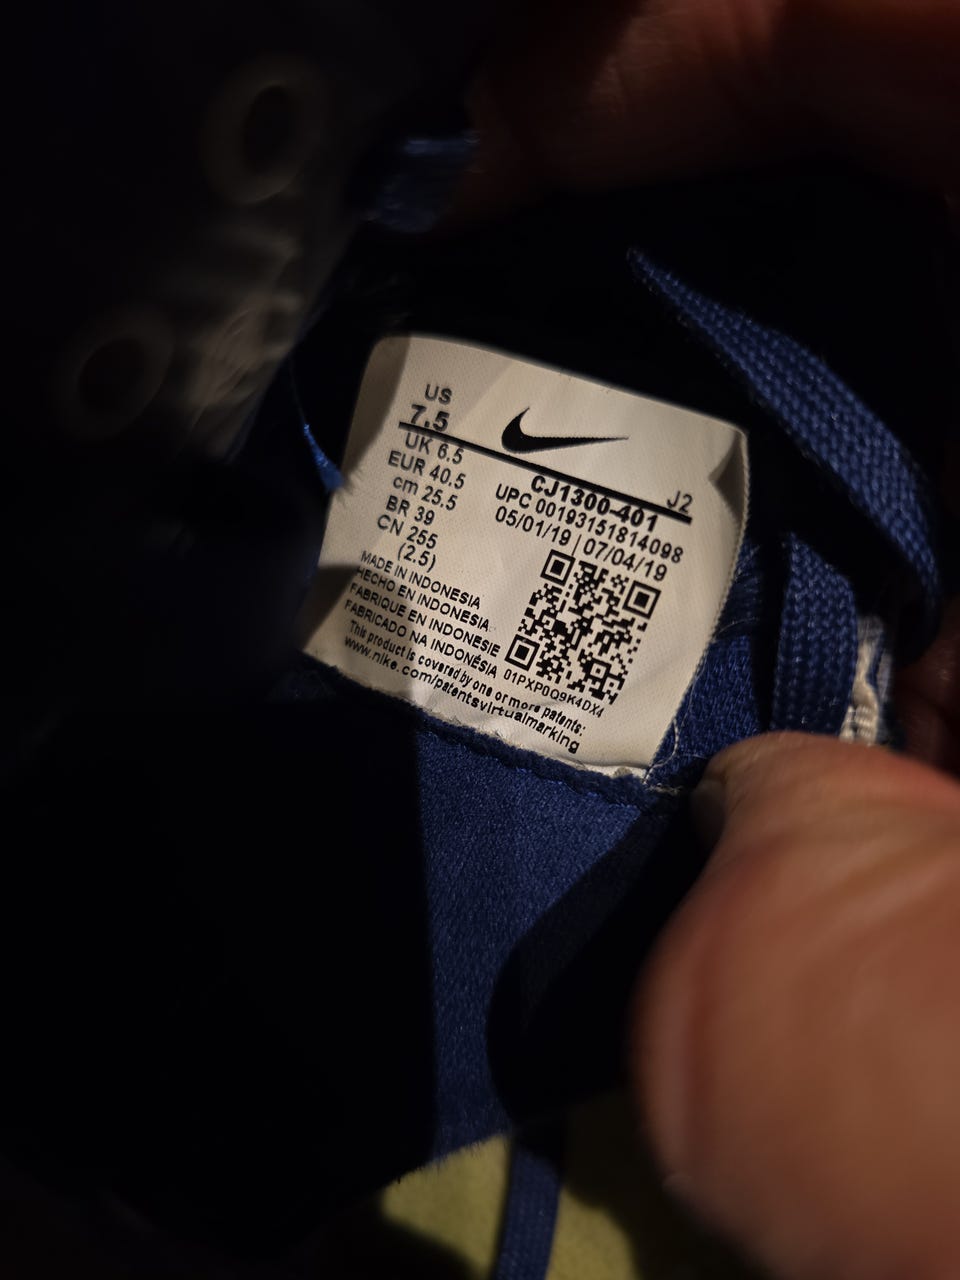 US
7.5
UK 6.5
EUR 40.5
cm 25.5
BR 39
CN 255
(2.5)
J2
CJ1300-401
UPC 00193151814098
05/01/19 | 07/04/19
MADE IN INDONESIA
HECHO EN INDONESIA
FABRIQUE EN INDONESIE
FABRICADO NA INDONÉSIA
01PXP0Q9K4DX4
This product is covered by one or more patents:
www.nike.com/patentsvirtualmarking